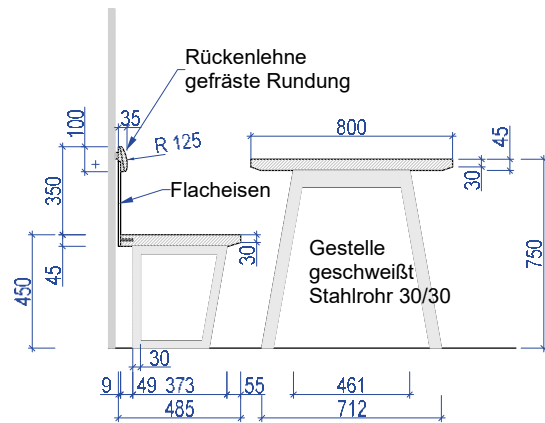 Rückenlehne
gefräste Rundung
100
35
R 125
800
45
30
350
Flacheisen
Gestelle
geschweißt
Stahlrohr 30/30
750
30
45
450
30
9 49 373 55
461
485
712